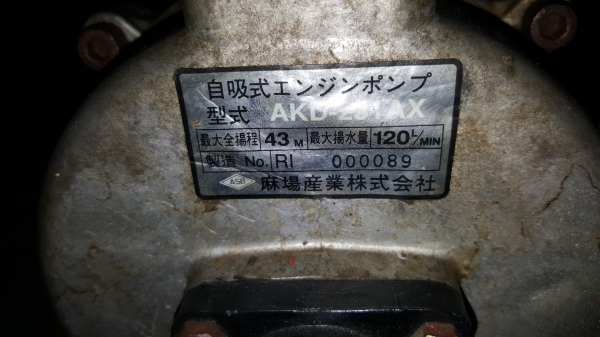 自吸式エンジンポンプ
型式 AKD-251AX
最大全揚程 43 M 最大揚水量 120 L/MIN
製造 No. RI 000089
ASB 麻場産業株式会社